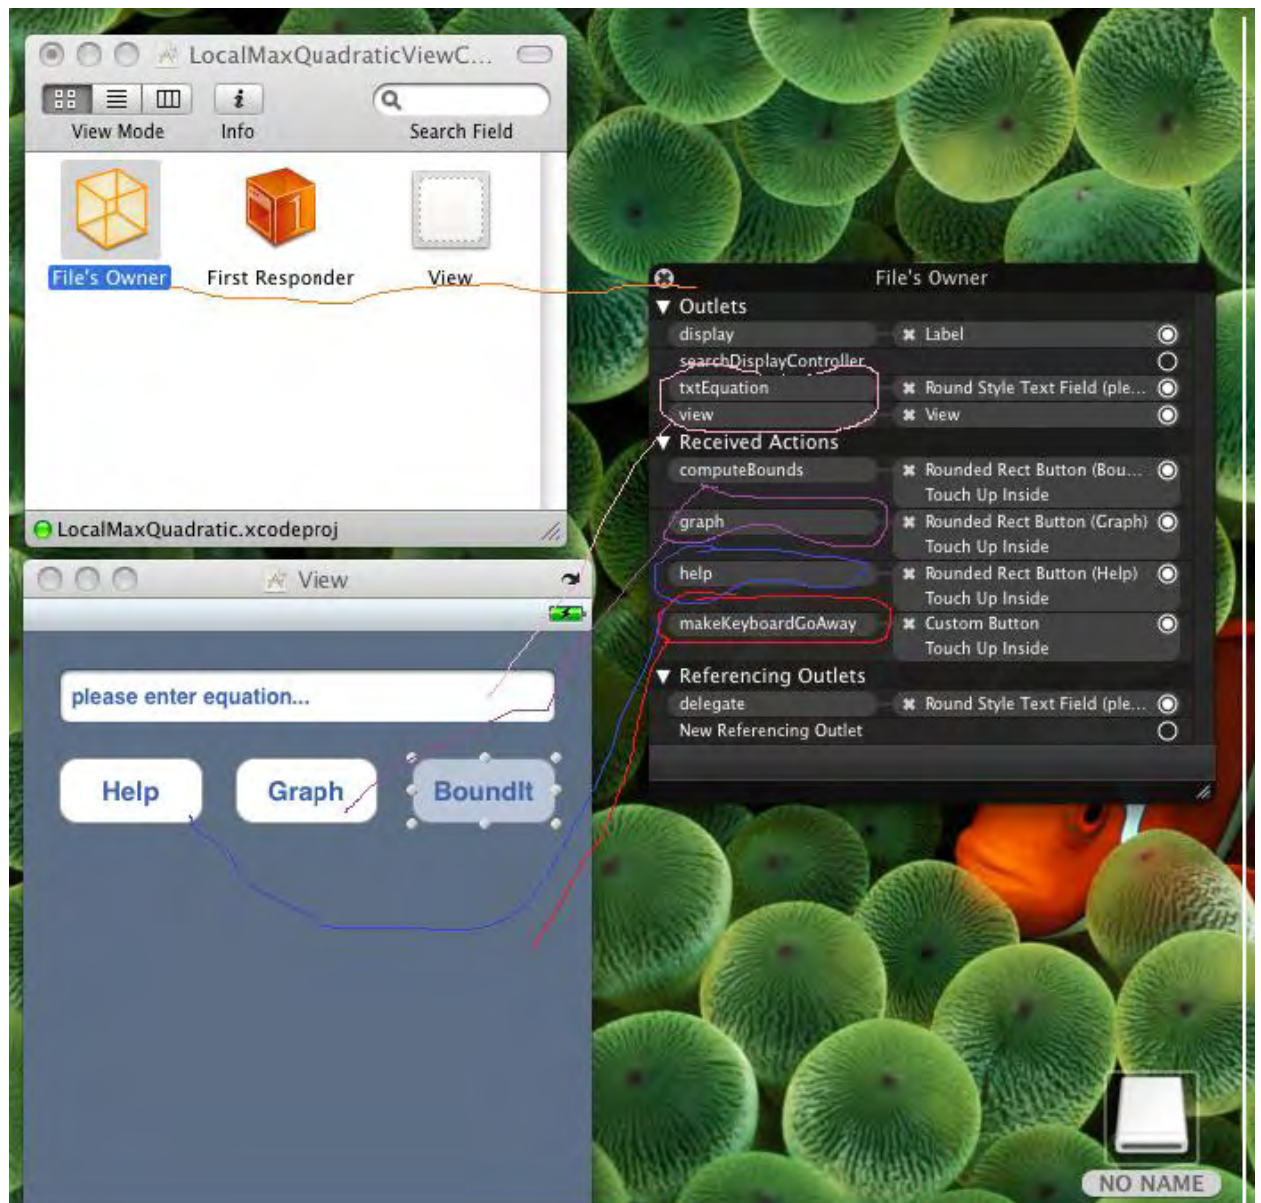 LocalMaxQuadraticViewC...
View Mode Info Search Field
File's Owner First Responder View
LocalMaxQuadratic.xcodeproj
View
please enter equation...
Help Graph BoundIt
File's Owner
Outlets
display Label
searchDisplayController
txtEquation Round Style Text Field (ple...
view View
Received Actions
computeBounds Rounded Rect Button (Bou...
Touch Up Inside
graph Rounded Rect Button (Graph)
Touch Up Inside
help Rounded Rect Button (Help)
Touch Up Inside
makeKeyboardGoAway Custom Button
Touch Up Inside
Referencing Outlets
delegate Round Style Text Field (ple...
New Referencing Outlet
NO NAME